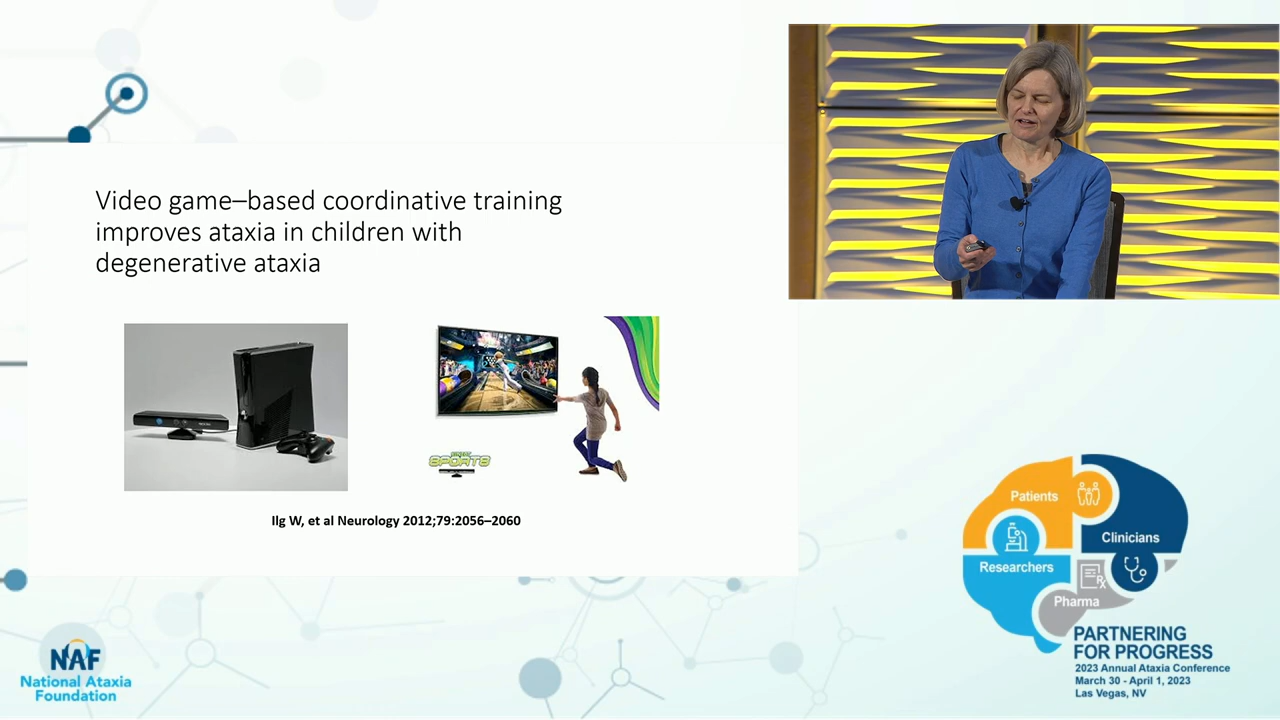 Video game–based coordinative training
improves ataxia in children with
degenerative ataxia
SPORTS
Ilg W, et al Neurology 2012;79:2056–2060
Patients
Clinicians
Researchers
Pharma
PARTNERING
FOR PROGRESS
2023 Annual Ataxia Conference
March 30 - April 1, 2023
Las Vegas, NV
NAF
National Ataxia
Foundation